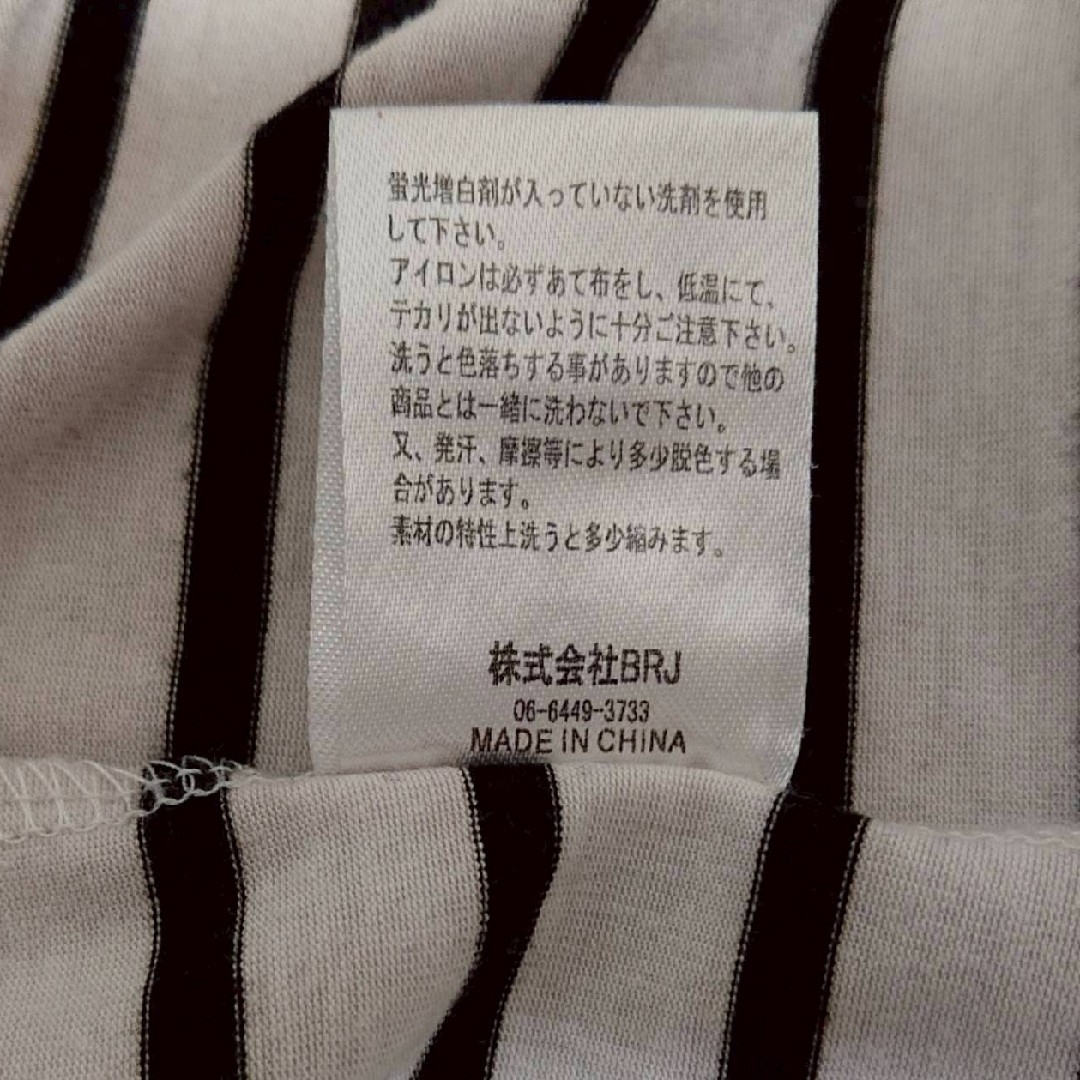 蛍光増白剤が入っていない洗剤を使用
して下さい。
アイロンは必ずあて布をし、低温にて、
テカリが出ないように十分ご注意下さい。
洗うと色落ちする事がありますので他の
商品とは一緒に洗わないで下さい。
又、発汗、摩擦等により多少脱色する場
合があります。
素材の特性上洗うと多少縮みます。
株式会社BRJ
06-6449-3733
MADE IN CHINA